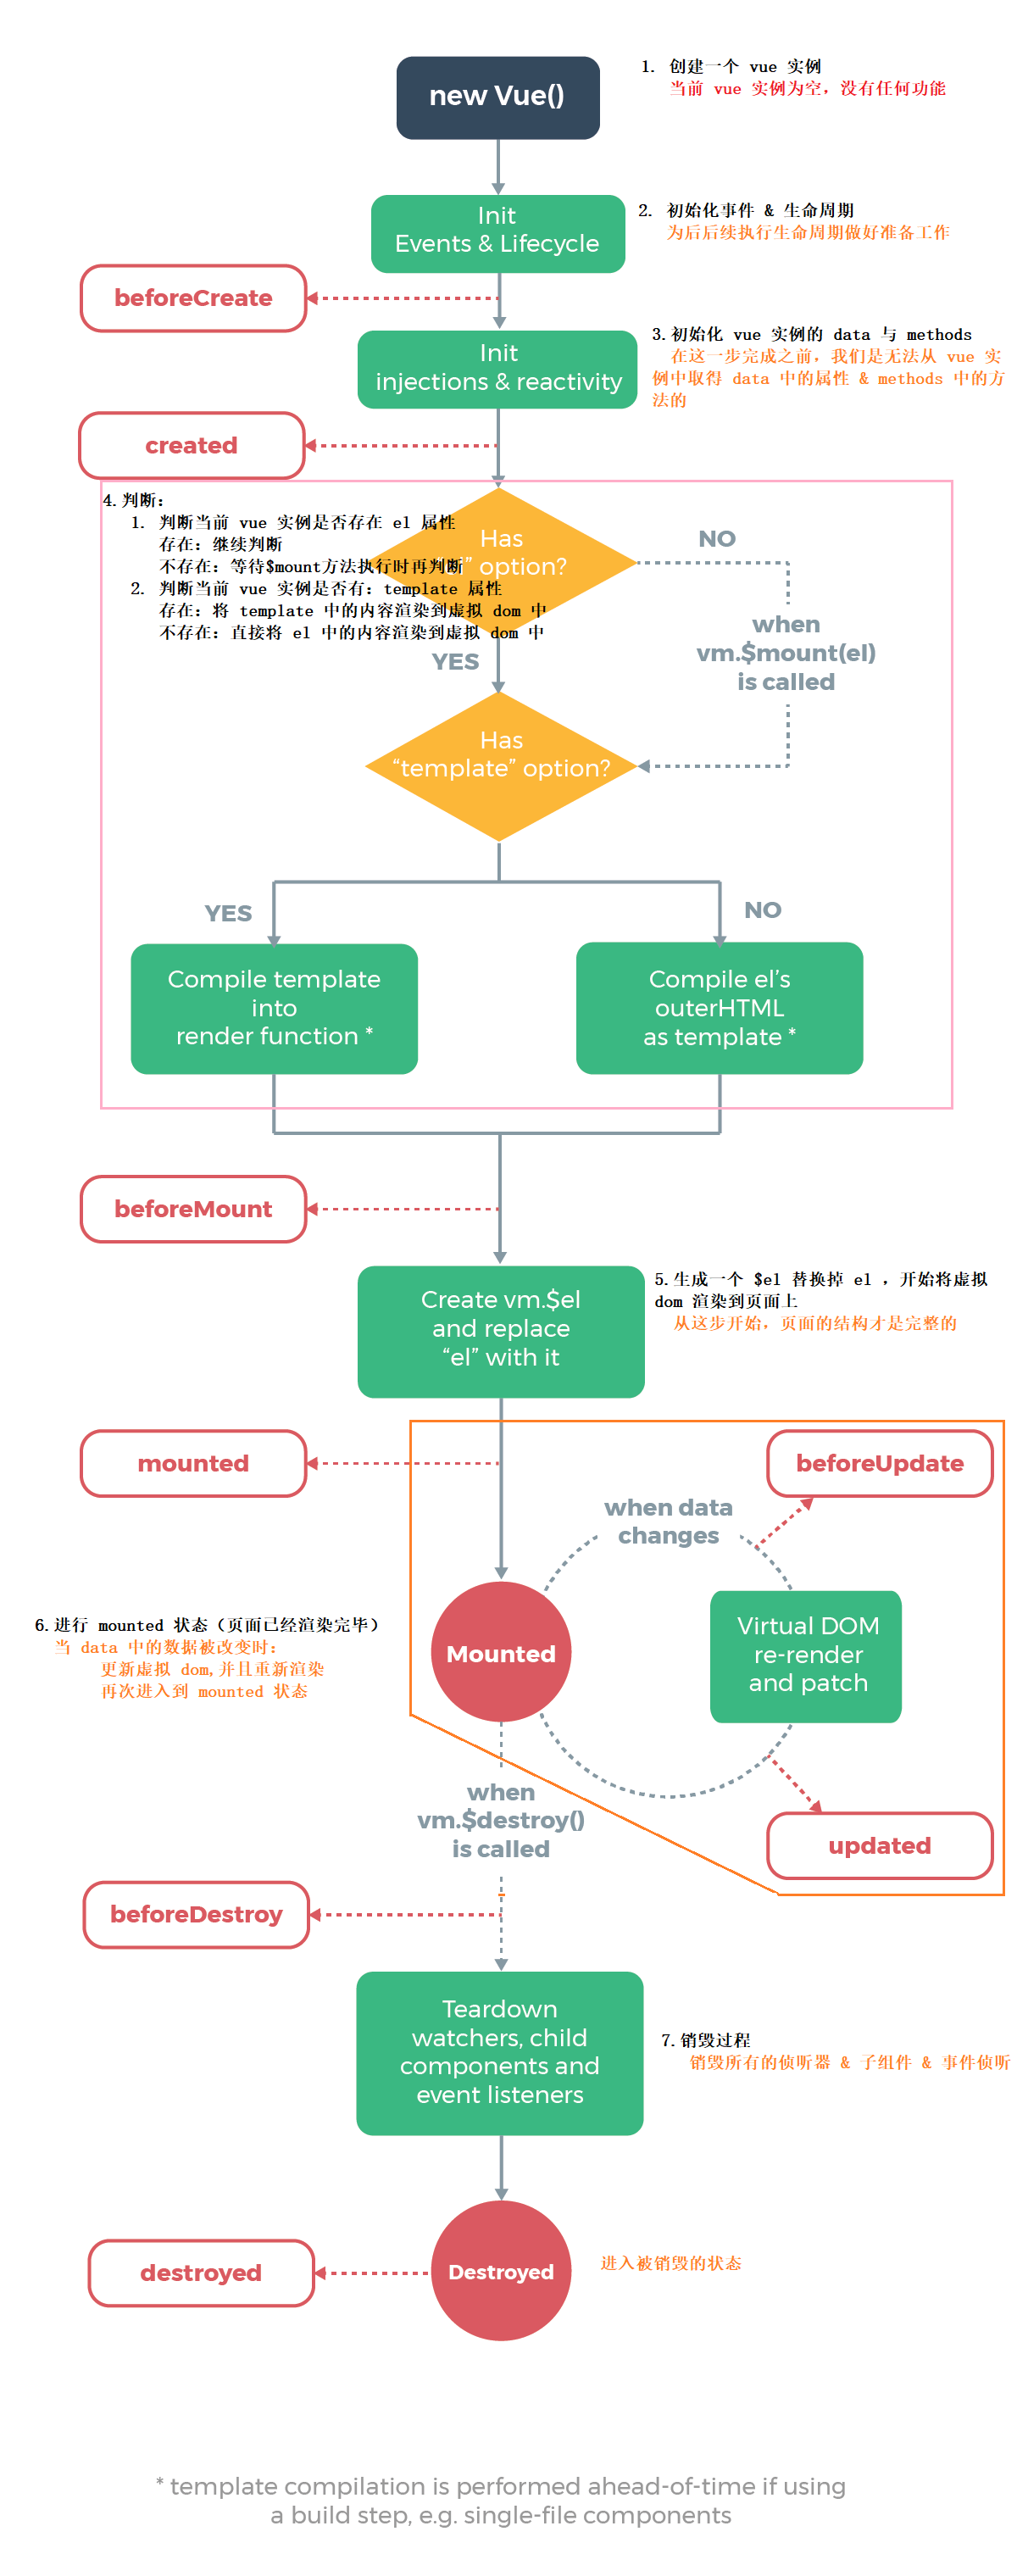 new Vue()
1. 创建一个 vue 实例
当前 vue 实例为空，没有任何功能
Init
Events & Lifecycle
2. 初始化事件 & 生命周期
为后后续执行生命周期做好准备工作
beforeCreate
Init
injections & reactivity
3.初始化 vue 实例的 data 与 methods
在这一步完成之前，我们是无法从 vue 实
例中取得 data 中的属性 & methods 中的方
法的
created
4.判断：
1. 判断当前 vue 实例是否存在 el 属性
存在：继续判断
不存在：等待$mount方法执行时再判断
2. 判断当前 vue 实例是否有：template 属性
存在：将 template 中的内容渲染到虚拟 dom 中
不存在：直接将 el 中的内容渲染到虚拟 dom 中
Has
” option?
NO
when
vm.$mount(el)
is called
YES
Has
“template” option?
YES
NO
Compile template
into
render function *
Compile el’s
outerHTML
as template *
beforeMount
Create vm.$el
and replace
“el” with it
5.生成一个 $el 替换掉 el ，开始将虚拟
dom 渲染到页面上
从这步开始，页面的结构才是完整的
mounted
beforeUpdate
when data
changes
6.进行 mounted 状态（页面已经渲染完毕）
当 data 中的数据被改变时：
更新虚拟 dom,并且重新渲染
再次进入到 mounted 状态
Mounted
Virtual DOM
re-render
and patch
when
vm.$destroy()
is called
updated
beforeDestroy
Teardown
watchers, child
components and
event listeners
7.销毁过程
销毁所有的侦听器 & 子组件 & 事件侦听
destroyed
Destroyed
进入被销毁的状态
* template compilation is performed ahead-of-time if using
a build step, e.g. single-file components